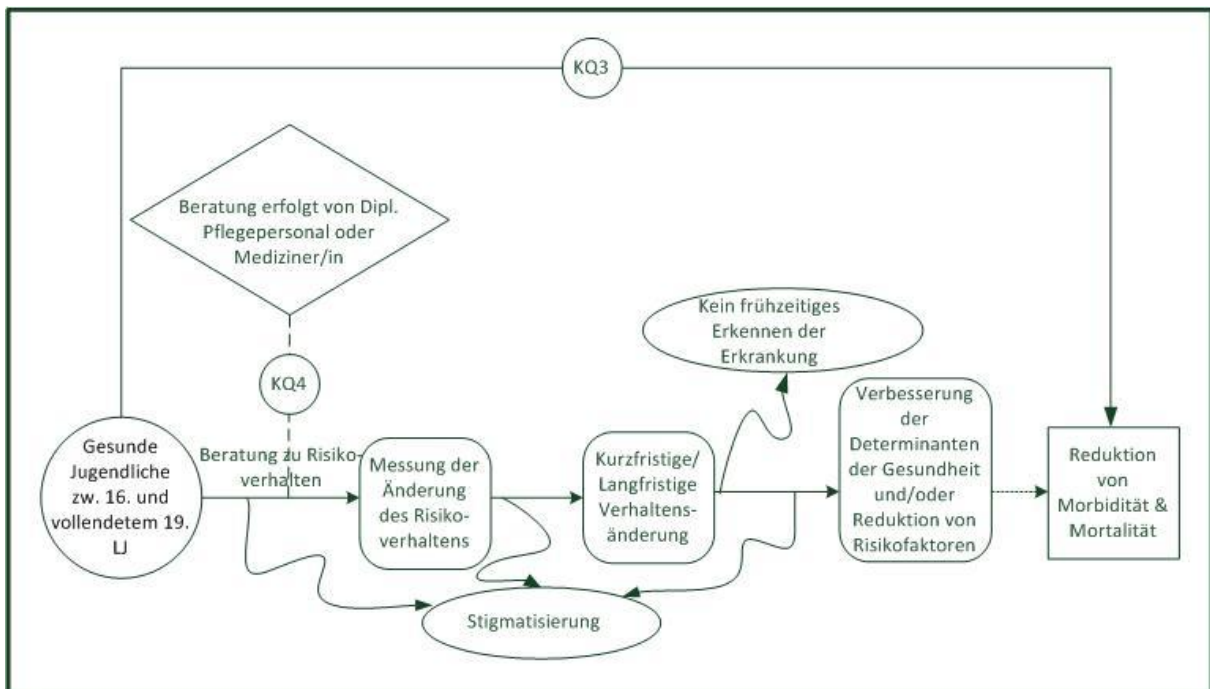 KQ3
Beratung erfolgt von Dipl.
Pflegepersonal oder
Mediziner/in
Kein frühzeitiges
Erkennen der
Erkrankung
KQ4
Gesunde
Jugendliche
zw. 16. und
vollendetem 19.
LJ
Beratung zu Risiko-
verhalten
Messung der
Änderung
des Risiko-
verhaltens
Kurzfristige/
Langfristige
Verhaltens-
änderung
Verbesserung
der
Determinanten
der Gesundheit
und/oder
Reduktion von
Risikofaktoren
Reduktion
von
Morbidität &
Mortalität
Stigmatisierung